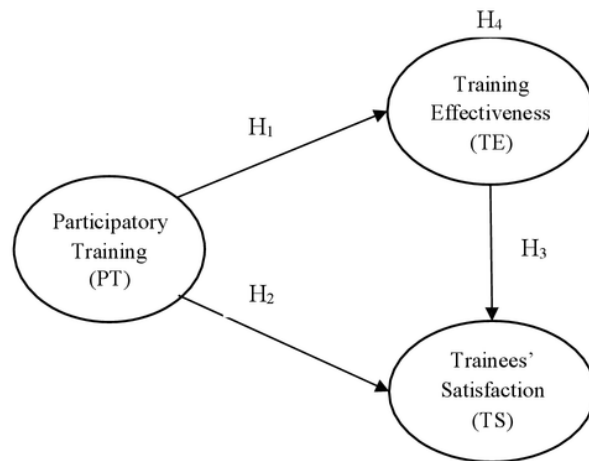 H₄
Training
Effectiveness
(TE)
H₁
Participatory
Training
(PT)
H₃
H₂
Trainees’
Satisfaction
(TS)